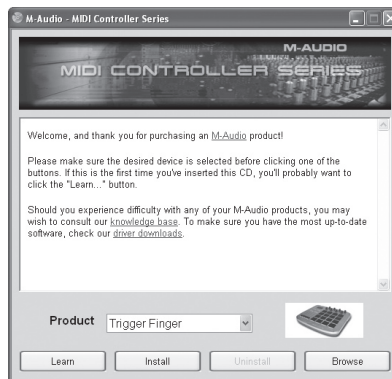 M-Audio - MIDI Controller Series
M-AUDIO
MIDI CONTROLLER SERIES
Welcome, and thank you for purchasing an M-Audio product!
Please make sure the desired device is selected before clicking one of the
buttons. If this is the first time you've inserted this CD, you'll probably want to
click the "Learn..." button.
Should you experience difficulty with any of your M-Audio products, you may
wish to consult our knowledge base. To make sure you have the most up-to-date
software, check our driver downloads.
Product Trigger Finger
Learn Install Uninstall Browse